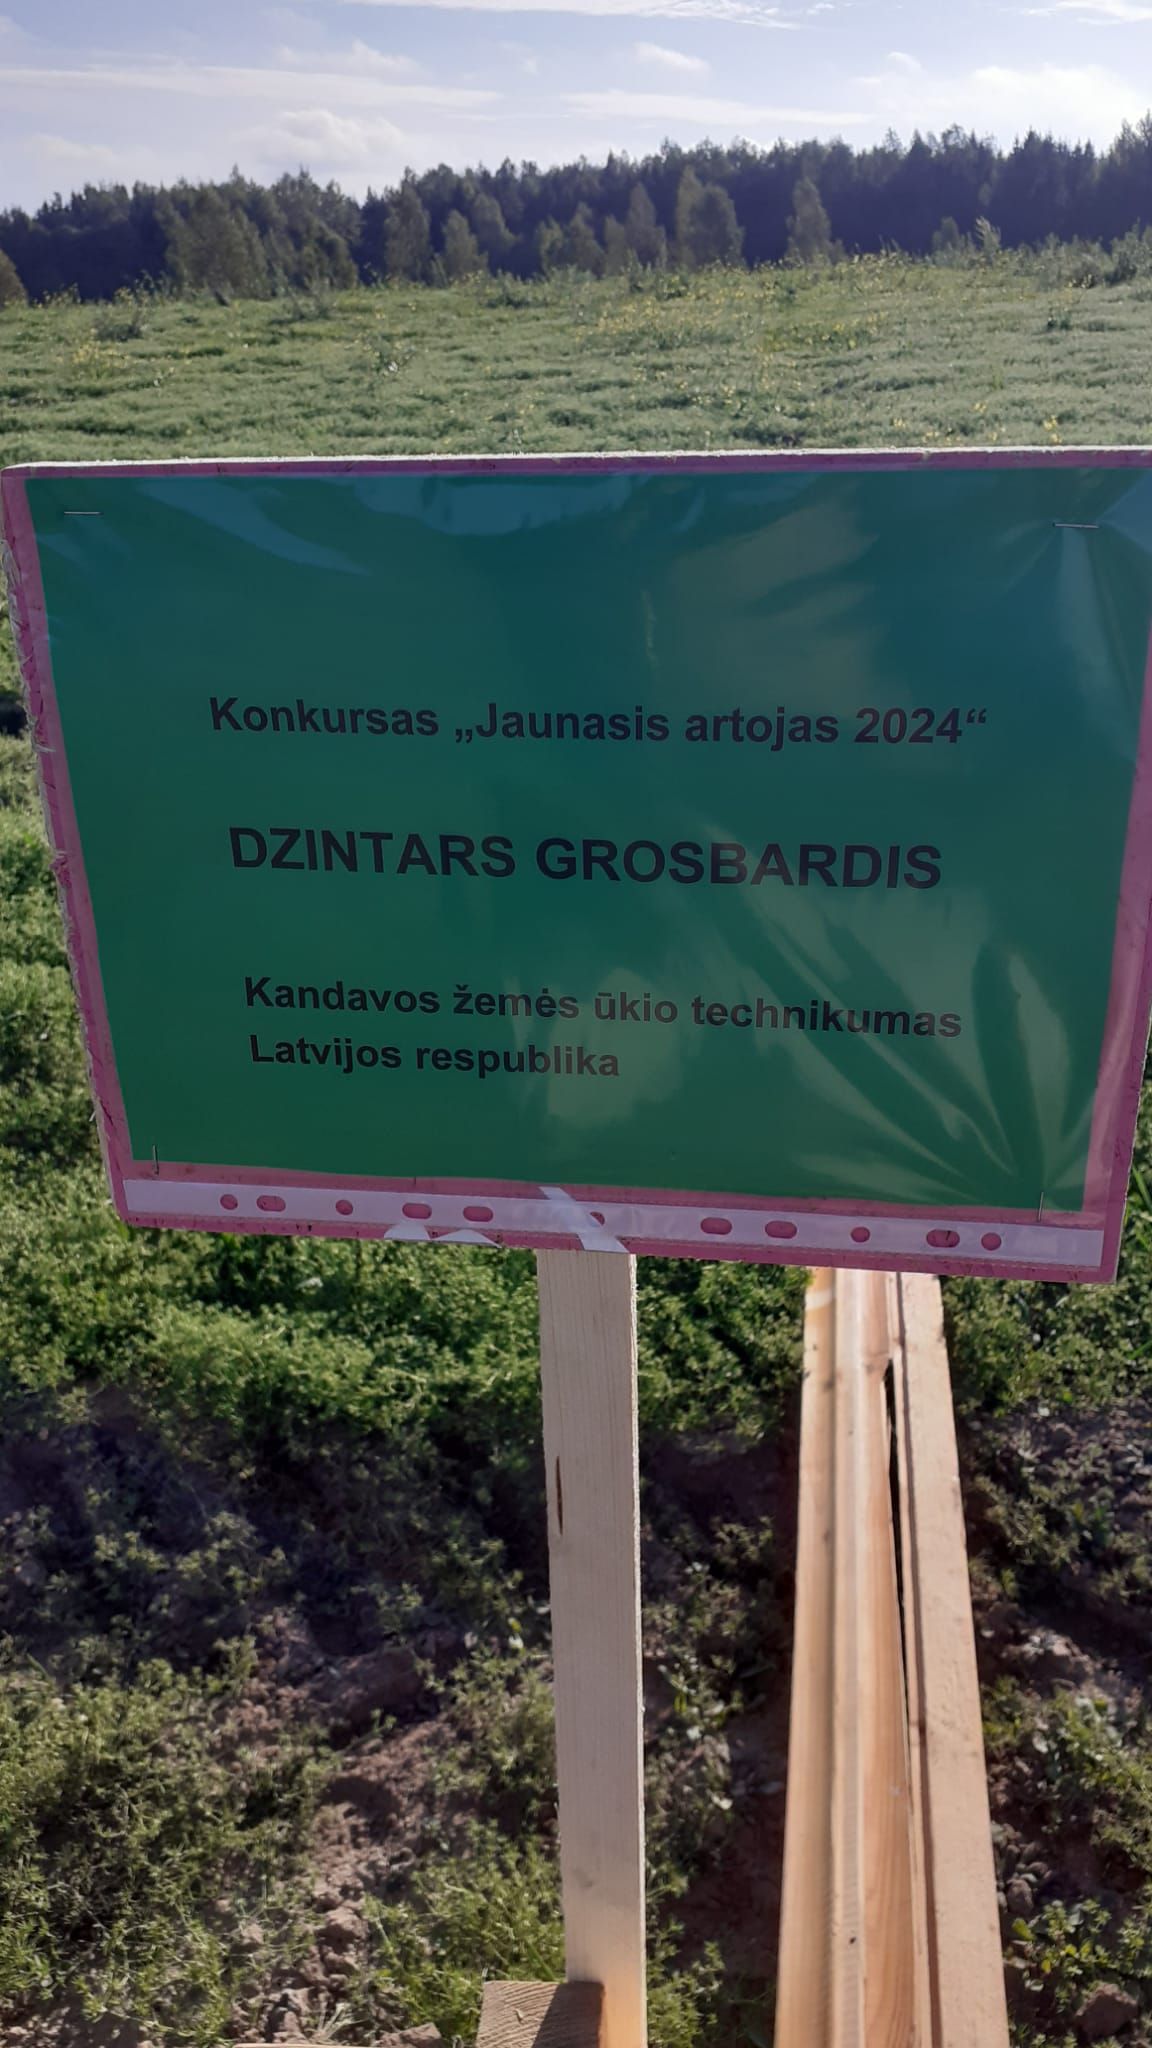 Konkursas „Jaunasis artojas 2024“
DZINTARS GROSBARDIS
Kandavos žemės ūkio technikumas
Latvijos respublika